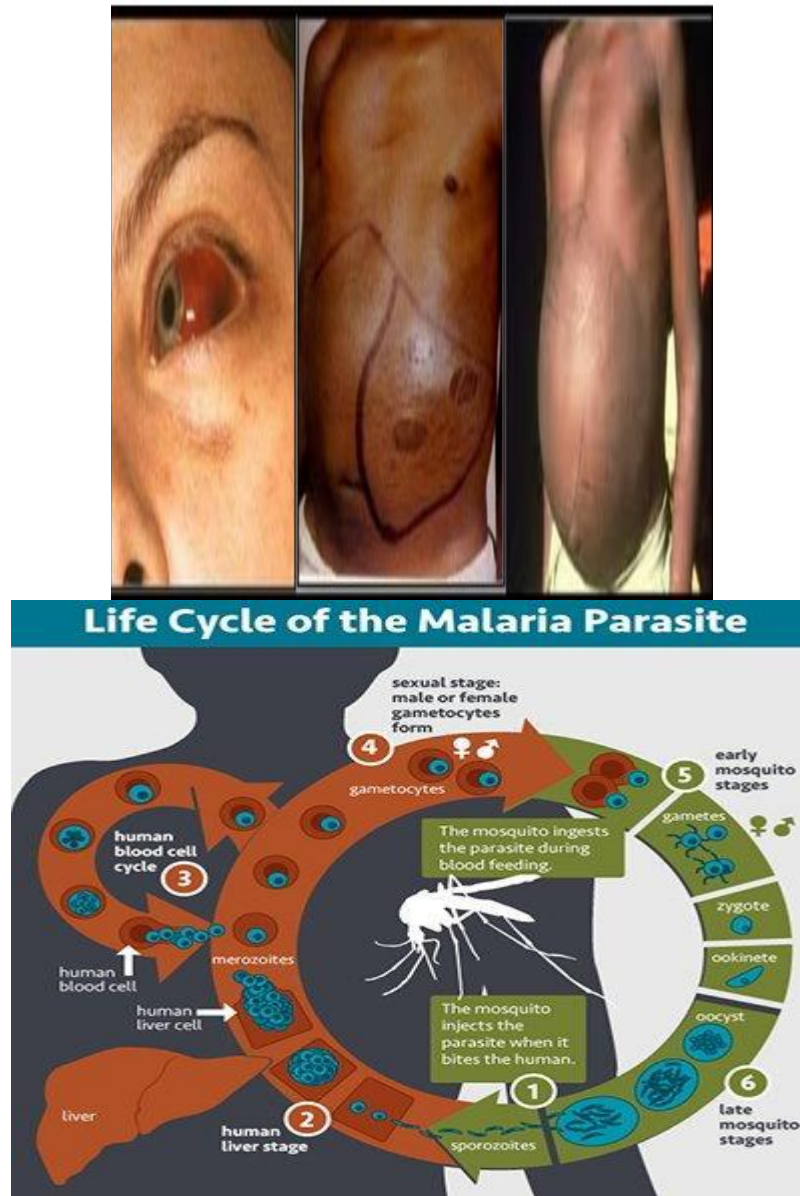 Life Cycle of the Malaria Parasite
sexual stage:
male or female
gametocytes
form
4
gametocytes
5
early
mosquito
stages
gametes
The mosquito ingests
the parasite during
blood feeding.
human
blood cell
cycle
3
zygote
ookinete
merozoites
human
blood cell
human
liver cell
oocyst
The mosquito
injects the
parasite when it
bites the human.
1
6
late
mosquito
stages
liver
2
human
liver stage
sporozoites